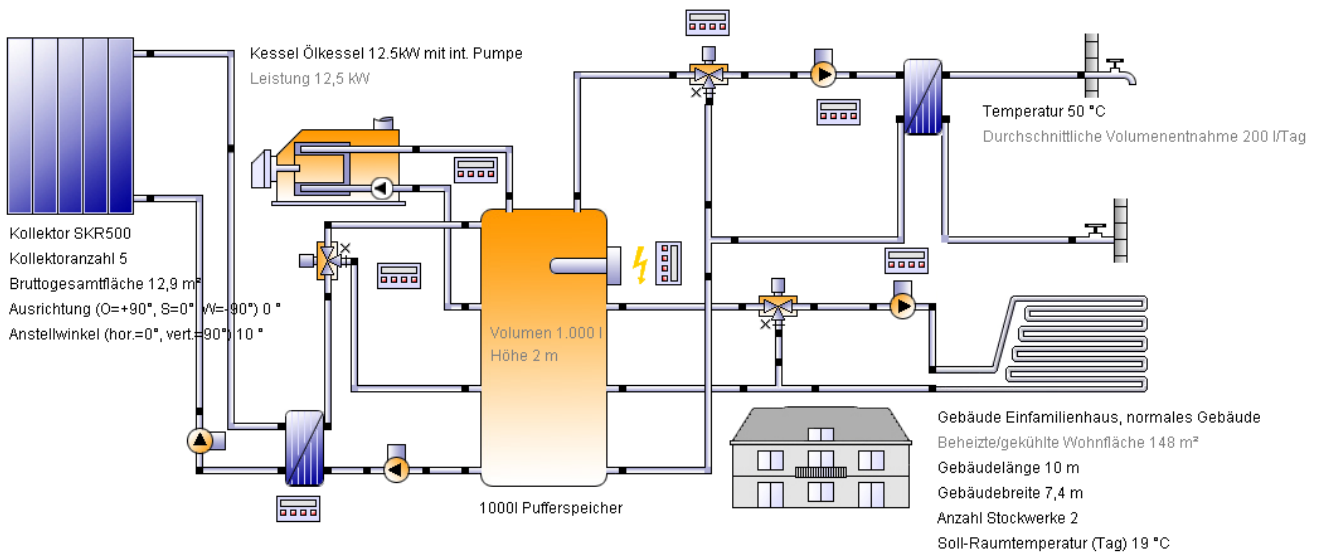 Kessel Ölkessel 12.5kW mit int. Pumpe
Leistung 12,5 kW
Temperatur 50 °C
Durchschnittliche Volumenentnahme 200 l/Tag
Kollektor SKR500
Kollektoranzahl 5
Bruttogesamtfläche 12,9 m²
Ausrichtung (O=+90°, S=0°, W=-90°) 0 °
Anstellwinkel (hor.=0°, vert.=90°) 10 °
Volumen 1.000 l
Höhe 2 m
1000l Pufferspeicher
Gebäude Einfamilienhaus, normales Gebäude
Beheizte/gekühlte Wohnfläche 148 m²
Gebäudelänge 10 m
Gebäudebreite 7,4 m
Anzahl Stockwerke 2
Soll-Raumtemperatur (Tag) 19 °C